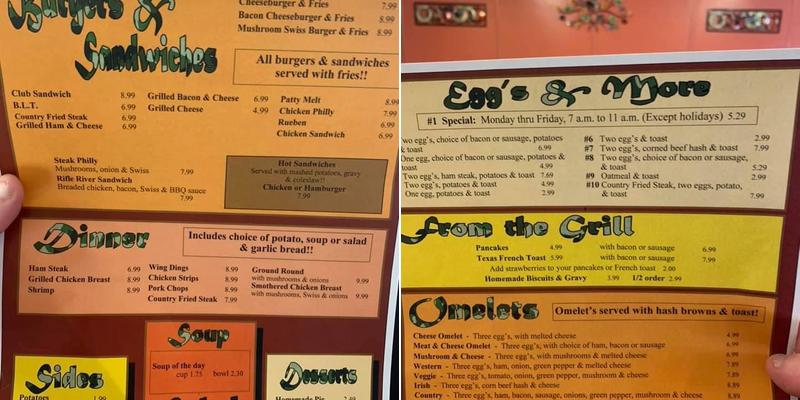 Burgers &
Sandwiches
Cheeseburger & Fries 7.99
Bacon Cheeseburger & Fries 8.99
Mushroom Swiss Burger & Fries 8.99
All burgers & sandwiches
served with fries!!
Club Sandwich 8.99
B.L.T. 6.99
Country Fried Steak 6.99
Grilled Ham & Cheese 6.99
Grilled Bacon & Cheese 6.99
Grilled Cheese 4.99
Patty Melt 8.99
Chicken Philly 7.99
Rueben 6.99
Chicken Sandwich 6.99
Steak Philly
Mushrooms, onion & Swiss 7.99
Rifle River Sandwich
Breaded chicken, bacon, Swiss & BBQ sauce
7.99
Hot Sandwiches
Served with mashed potatoes, gravy
& coleslaw!!
Chicken or Hamburger
7.99
Dinner
Includes choice of potato, soup or salad
& garlic bread!!
Ham Steak 6.99
Grilled Chicken Breast 8.99
Shrimp 8.99
Wing Dings 8.99
Chicken Strips 8.99
Pork Chops 8.99
Country Fried Steak 7.99
Ground Round
with mushrooms & onions 9.99
Smothered Chicken Breast
with mushrooms, Swiss & onions 9.99
Soup
Soup of the day
cup 1.75 bowl 2.30
Sides
Potatoes 1.99
Desserts
Homemade Pie 2.49
Egg's & More
#1 Special: Monday thru Friday, 7 a.m. to 11 a.m. (Except holidays) 5.29
wo egg's, choice of bacon or sausage, potatoes
& toast 6.99
One egg, choice of bacon or sausage, potatoes &
toast 4.99
Two egg's, ham steak, potatoes & toast 7.69
Two egg's, potatoes & toast 4.99
One egg, potatoes & toast 2.99
#6 Two egg's & toast 2.99
#7 Two egg's, corned beef hash & toast 7.99
#8 Two egg's, choice of bacon or sausage,
& toast 5.29
#9 Oatmeal & toast 2.99
#10 Country Fried Steak, two eggs, potato,
& toast 7.99
From the Grill
Pancakes 4.99 with bacon or sausage 6.99
Texas French Toast 5.99 with bacon or sausage 7.99
Add strawberries to your pancakes or French toast 2.00
Homemade Biscuits & Gravy 3.99 1/2 order 2.99
Omelets
Omelet's served with hash browns & toast!
Cheese Omelet - Three egg's, with melted cheese 4.99
Meat & Cheese Omelet - Three egg's, with choice of ham, bacon or sausage 6.99
Mushroom & Cheese - Three egg's, with mushrooms & melted cheese 6.99
Western - Three egg's, ham, onion, green pepper & melted cheese 7.89
Veggie - Three egg's, tomato, onion, green pepper, mushroom & cheese 7.89
Irish - Three egg's, corn beef hash & cheese 8.89
Country - Three egg's, ham, bacon, sausage, onions, green pepper, mushroom & cheese 8.89